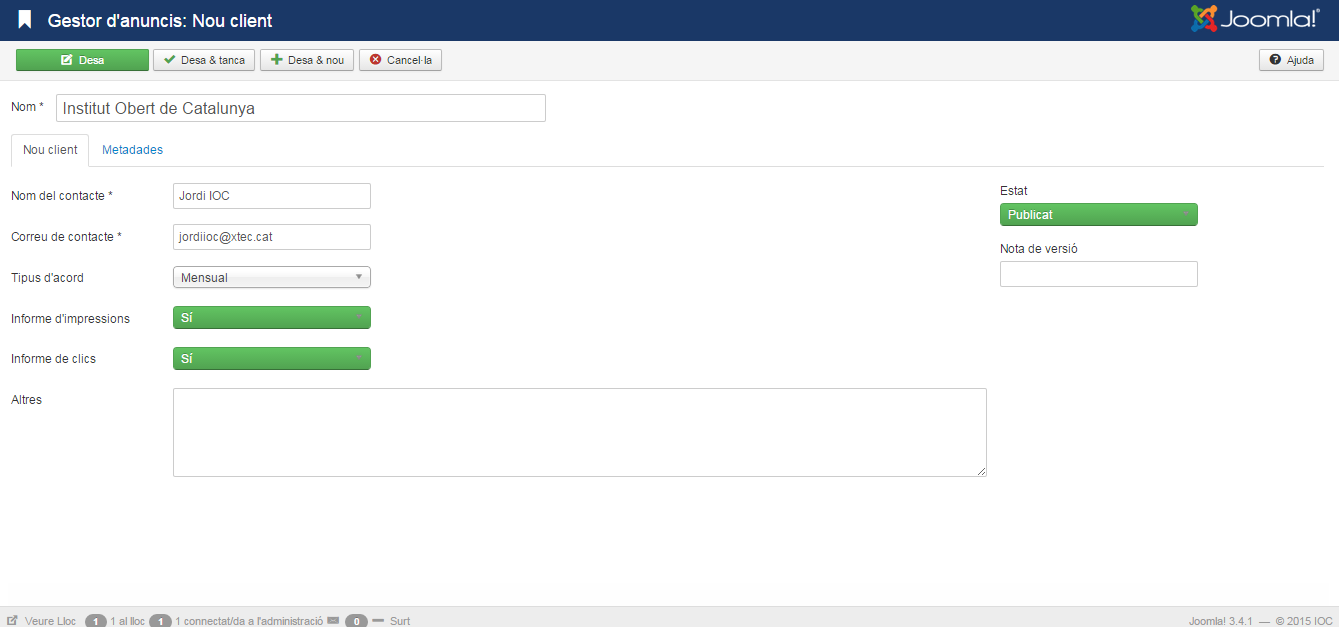 Gestor d'anuncis: Nou client
Joomla!®
Desa
Desa & tanca
Desa & nou
Cancel·la
Ajuda
Nom *
Institut Obert de Catalunya
Nou client
Metadades
Nom del contacte *
Jordi IOC
Correu de contacte *
jordiioc@xtec.cat
Tipus d'acord
Mensual
Informe d'impressions
Sí
Informe de clics
Sí
Altres
Estat
Publicat
Nota de versió
Veure Lloc 1 1 al lloc 1 1 connectat/da a l'administració 0 Surt
Joomla! 3.4.1 — © 2015 IOC